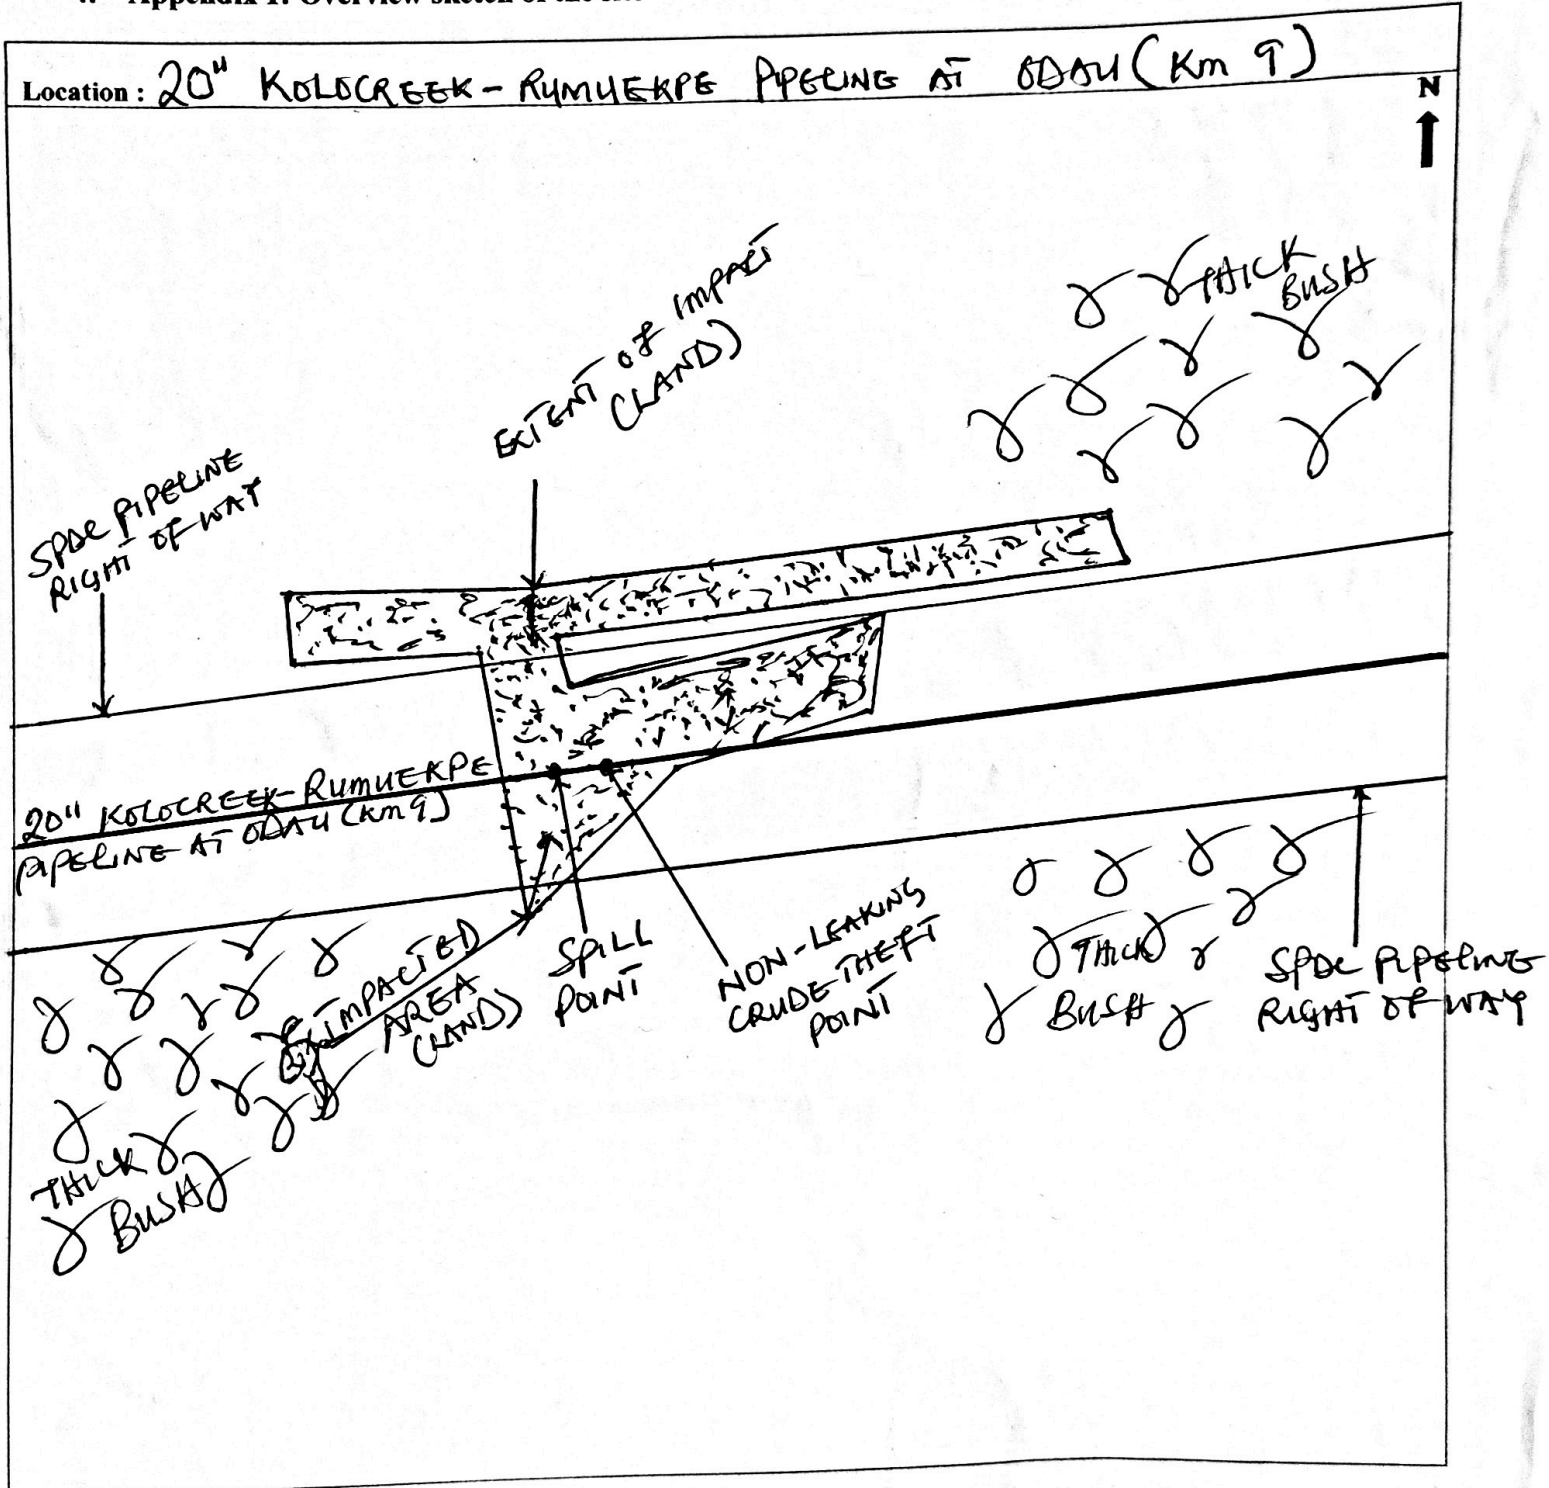 Appendix 1: Overview sketch of the
Location : 20" KOLOCREEK - RUMUEKPE PIPELINE AT ODAU (Km 9)
N
THICK
BUSH
EXTENT OF IMPACT
(LAND)
SPDC PIPELINE
RIGHT OF WAY
20" KOLOCREEK-RUMUEKPE
PIPELINE AT ODAU (Km 9)
IMPACTED
AREA
(LAND)
SPILL
POINT
NON-LEAKING
CRUDE THEFT
POINT
THICK
BUSH
SPDC PIPELINE
RIGHT OF WAY
THICK
BUSH